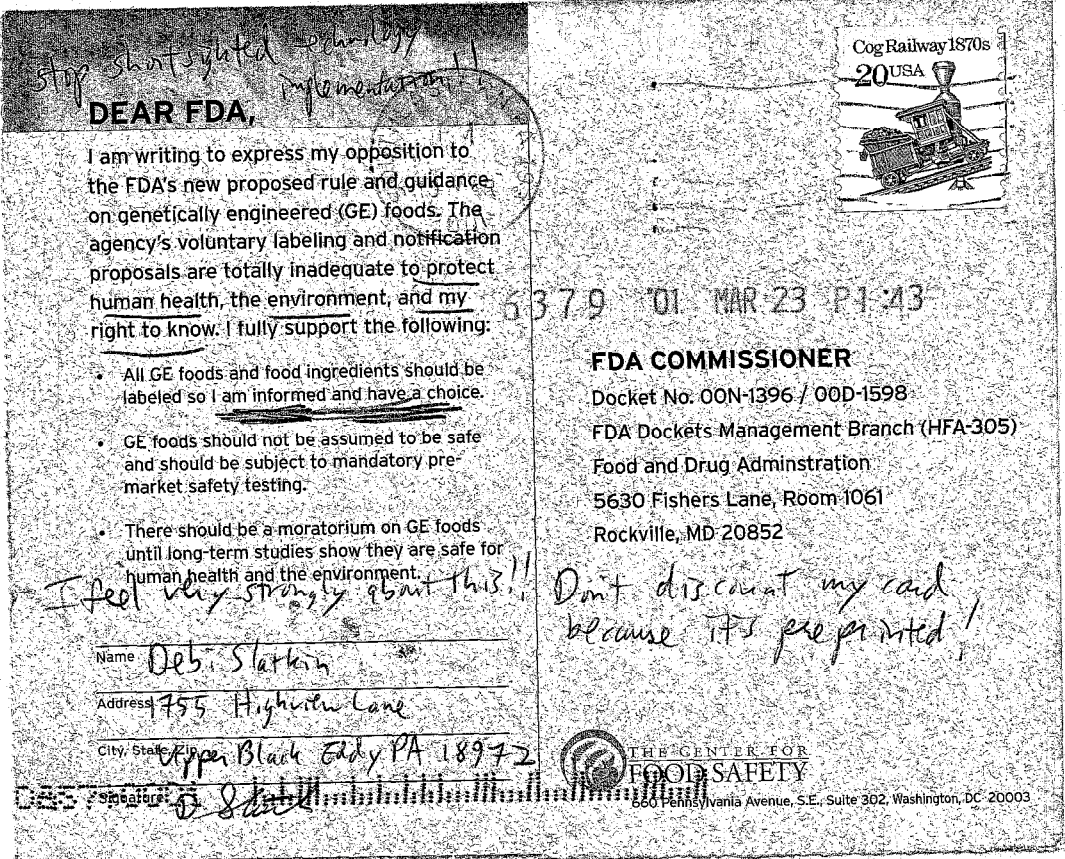 stop shortsighted technology
implementation!!
DEAR FDA,
I am writing to express my opposition to
the FDA's new proposed rule and guidance
on genetically engineered (GE) foods. The
agency's voluntary labeling and notification
proposals are totally inadequate to protect
human health, the environment, and my
right to know. I fully support the following:
• All GE foods and food ingredients should be
labeled so I am informed and have a choice.
• GE foods should not be assumed to be safe
and should be subject to mandatory pre-
market safety testing.
• There should be a moratorium on GE foods
until long-term studies show they are safe for
human health and the environment.
I feel very strongly about this!!
Name Debi Slatkin
Address 1755 Highview Lane
City, State, Zip Upper Black Eddy PA 18972
Signature
Cog Railway 1870s
20 USA
6379 '01 MAR 23 P1:43
FDA COMMISSIONER
Docket No. 00N-1396 / 00D-1598
FDA Dockets Management Branch (HFA-305)
Food and Drug Adminstration
5630 Fishers Lane, Room 1061
Rockville, MD 20852
Don't discount my card
because it's preprinted!
THE CENTER FOR
FOOD SAFETY
660 Pennsylvania Avenue, S.E., Suite 302, Washington, DC 20003